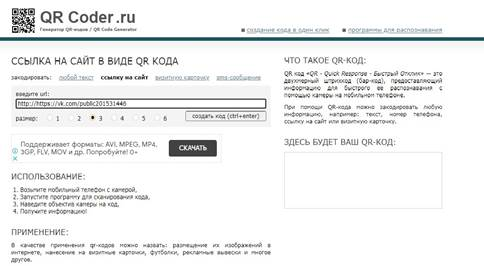 QR Coder.ru
Генератор QR-кодов / QR Code Generator
создание кода в один клик
программы для распознавания
ССЫЛКА НА САЙТ В ВИДЕ QR КОДА
закодировать: любой текст ссылку на сайт визитную карточку sms-сообщение
введите url:
http://https://vk.com/public201531446
размер: 1 2 3 4 5 6 создать код (ctrl+enter)
Поддерживает форматы: AVI, MPEG, MP4,
3GP, FLV, MOV и др. Попробуйте! 0+
СКАЧАТЬ
ИСПОЛЬЗОВАНИЕ:
1. Возьмите мобильный телефон с камерой,
2. Запустите программу для сканирования кода,
3. Наведите объектив камеры на код,
4. Получите информацию!
ПРИМЕНЕНИЕ:
В качестве применения qr-кодов можно назвать: размещение их изображений в
интернете, нанесение на визитные карточки, футболки, рекламные вывески и многое
другое.
ЧТО ТАКОЕ QR-КОД:
QR код «QR - Quick Response - Быстрый Отклик» — это
двухмерный штрихкод (бар-код), предоставляющий
информацию для быстрого ее распознавания с
помощью камеры на мобильном телефоне.
При помощи QR-кода можно закодировать любую
информацию, например: текст, номер телефона,
ссылку на сайт или визитную карточку.
ЗДЕСЬ БУДЕТ ВАШ QR-КОД: